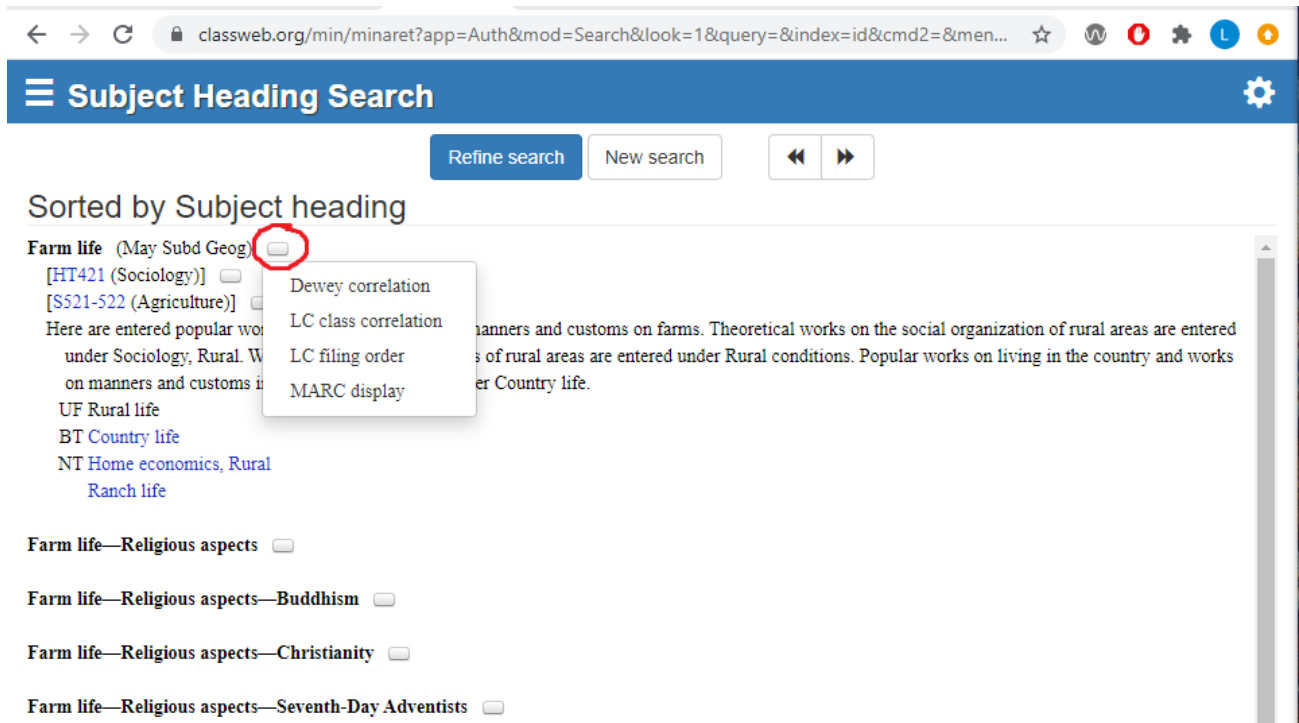 classweb.org/min/minaret?app=Auth&mod=Search&look=1&query=&index=id&cmd2=&men...
L
Subject Heading Search
Refine search New search
Sorted by Subject heading
Farm life (May Subd Geog)
[HT421 (Sociology)]
[S521-522 (Agriculture)]
Dewey correlation
LC class correlation
LC filing order
MARC display
Here are entered popular manners and customs on farms. Theoretical works on the social organization of rural areas are entered
under Sociology, Rural. of rural areas are entered under Rural conditions. Popular works on living in the country and works
on manners and customs Country life.
UF Rural life
BT Country life
NT Home economics, Rural
Ranch life
Farm life—Religious aspects
Farm life—Religious aspects—Buddhism
Farm life—Religious aspects—Christianity
Farm life—Religious aspects—Seventh-Day Adventists